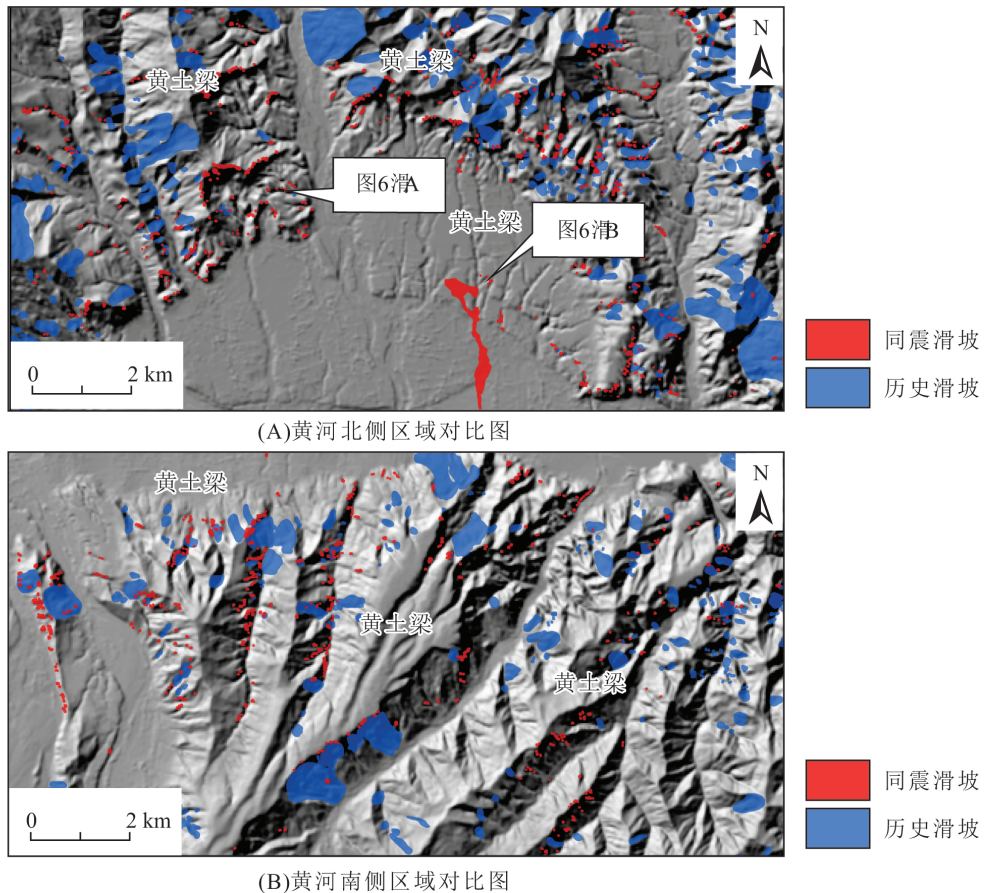 N
黄土梁
黄土梁
图6滑A
黄土梁
图6滑B
0 2 km
同震滑坡
历史滑坡
(A)黄河北侧区域对比图
黄土梁
N
黄土梁
黄土梁
0 2 km
同震滑坡
历史滑坡
(B)黄河南侧区域对比图